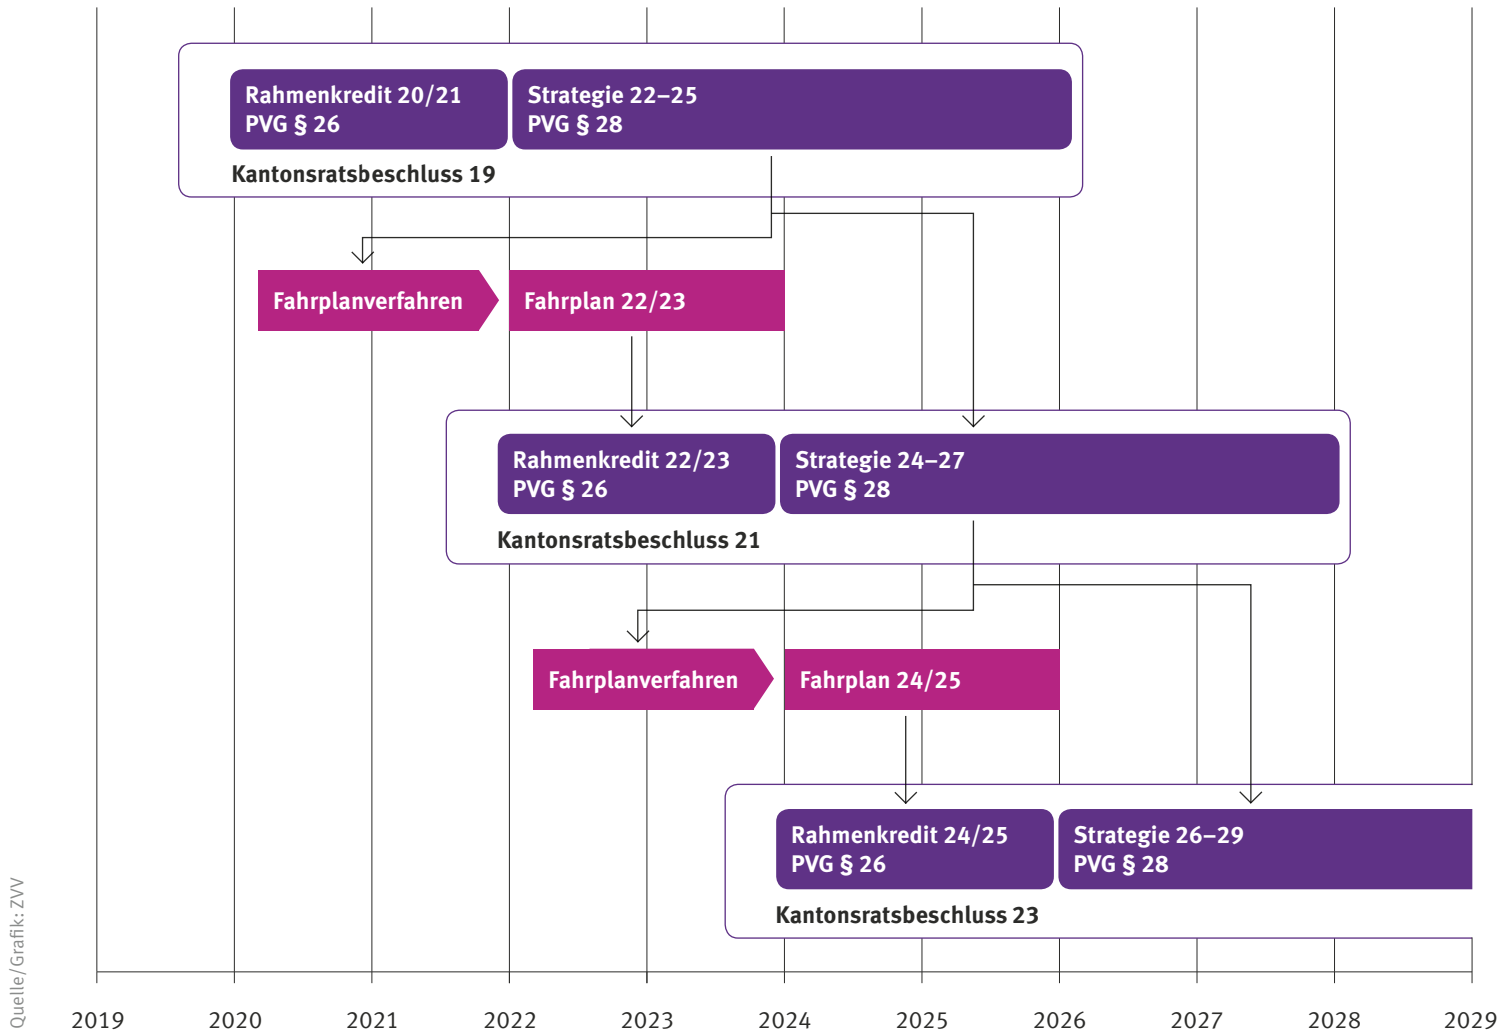 Rahmenkredit 20/21
PVG § 26
Strategie 22–25
PVG § 28
Kantonsratsbeschluss 19
Fahrplanverfahren
Fahrplan 22/23
Rahmenkredit 22/23
PVG § 26
Strategie 24–27
PVG § 28
Kantonsratsbeschluss 21
Fahrplanverfahren
Fahrplan 24/25
Rahmenkredit 24/25
PVG § 26
Strategie 26–29
PVG § 28
Kantonsratsbeschluss 23
Quelle/Grafik: ZVV
2019 2020 2021 2022 2023 2024 2025 2026 2027 2028 2029